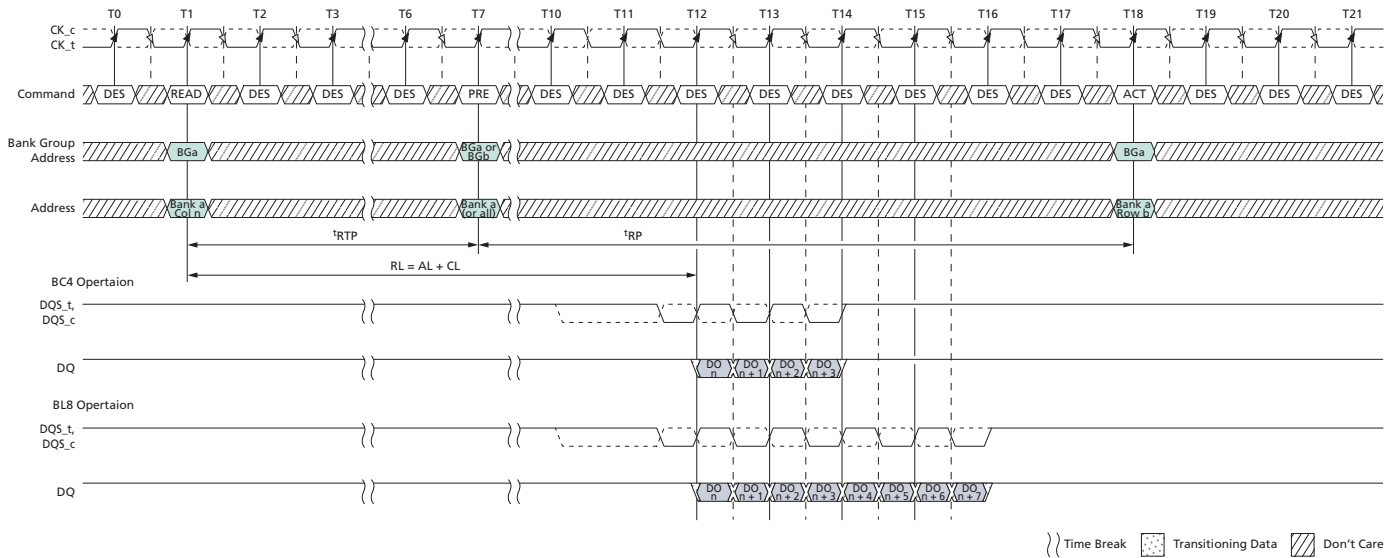 T0 T1 T2 T3 T6 T7 T10 T11 T12 T13 T14 T15 T16 T17 T18 T19 T20 T21
CK_c
CK_t
Command DES READ DES DES DES PRE DES DES DES DES DES DES DES DES ACT DES DES DES
Bank Group
Address
BGa
BGa or
BGb
BGa
Address
Bank a
Col n
Bank a
(or all)
Bank a
Row b
tRTP
tRP
RL = AL + CL
BC4 Opertaion
DQS_t,
DQS_c
DQ
DO
n
DO
n + 1
DO
n + 2
DO
n + 3
BL8 Opertaion
DQS_t,
DQS_c
DQ
DO
n
DO
n + 1
DO
n + 2
DO
n + 3
DO
n + 4
DO
n + 5
DO
n + 6
DO
n + 7
Time Break Transitioning Data Don't Care